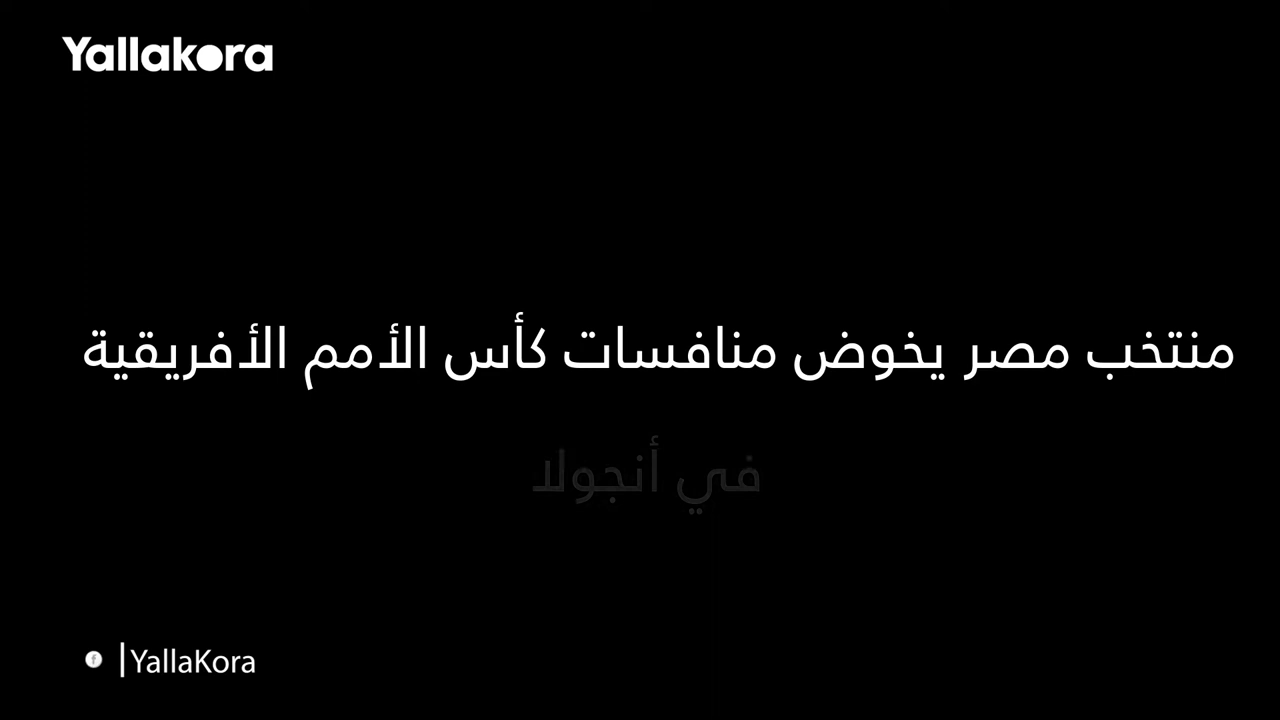 Yallakora
منتخب مصر يخوض منافسات كأس الأمم الأفريقية
في أنجولا
YallaKora